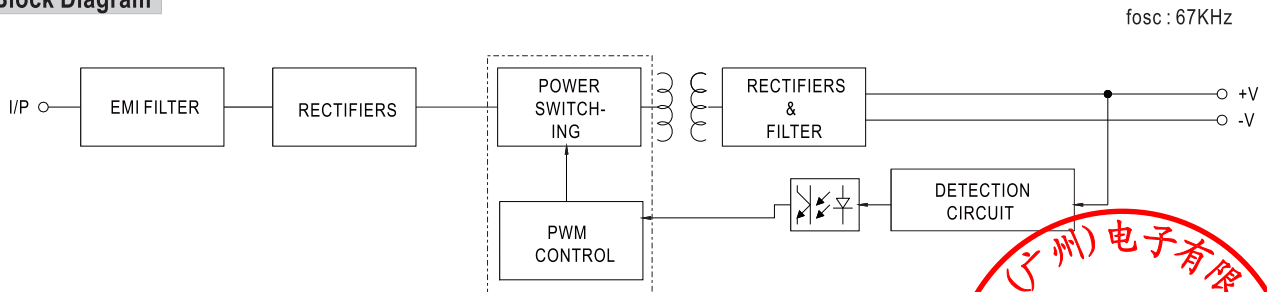 Block Diagram
fosc : 67KHz
I/P
EMI FILTER
RECTIFIERS
POWER
SWITCH-
ING
RECTIFIERS
&
FILTER
+V
-V
PWM
CONTROL
DETECTION
CIRCUIT
(广州)电子有限